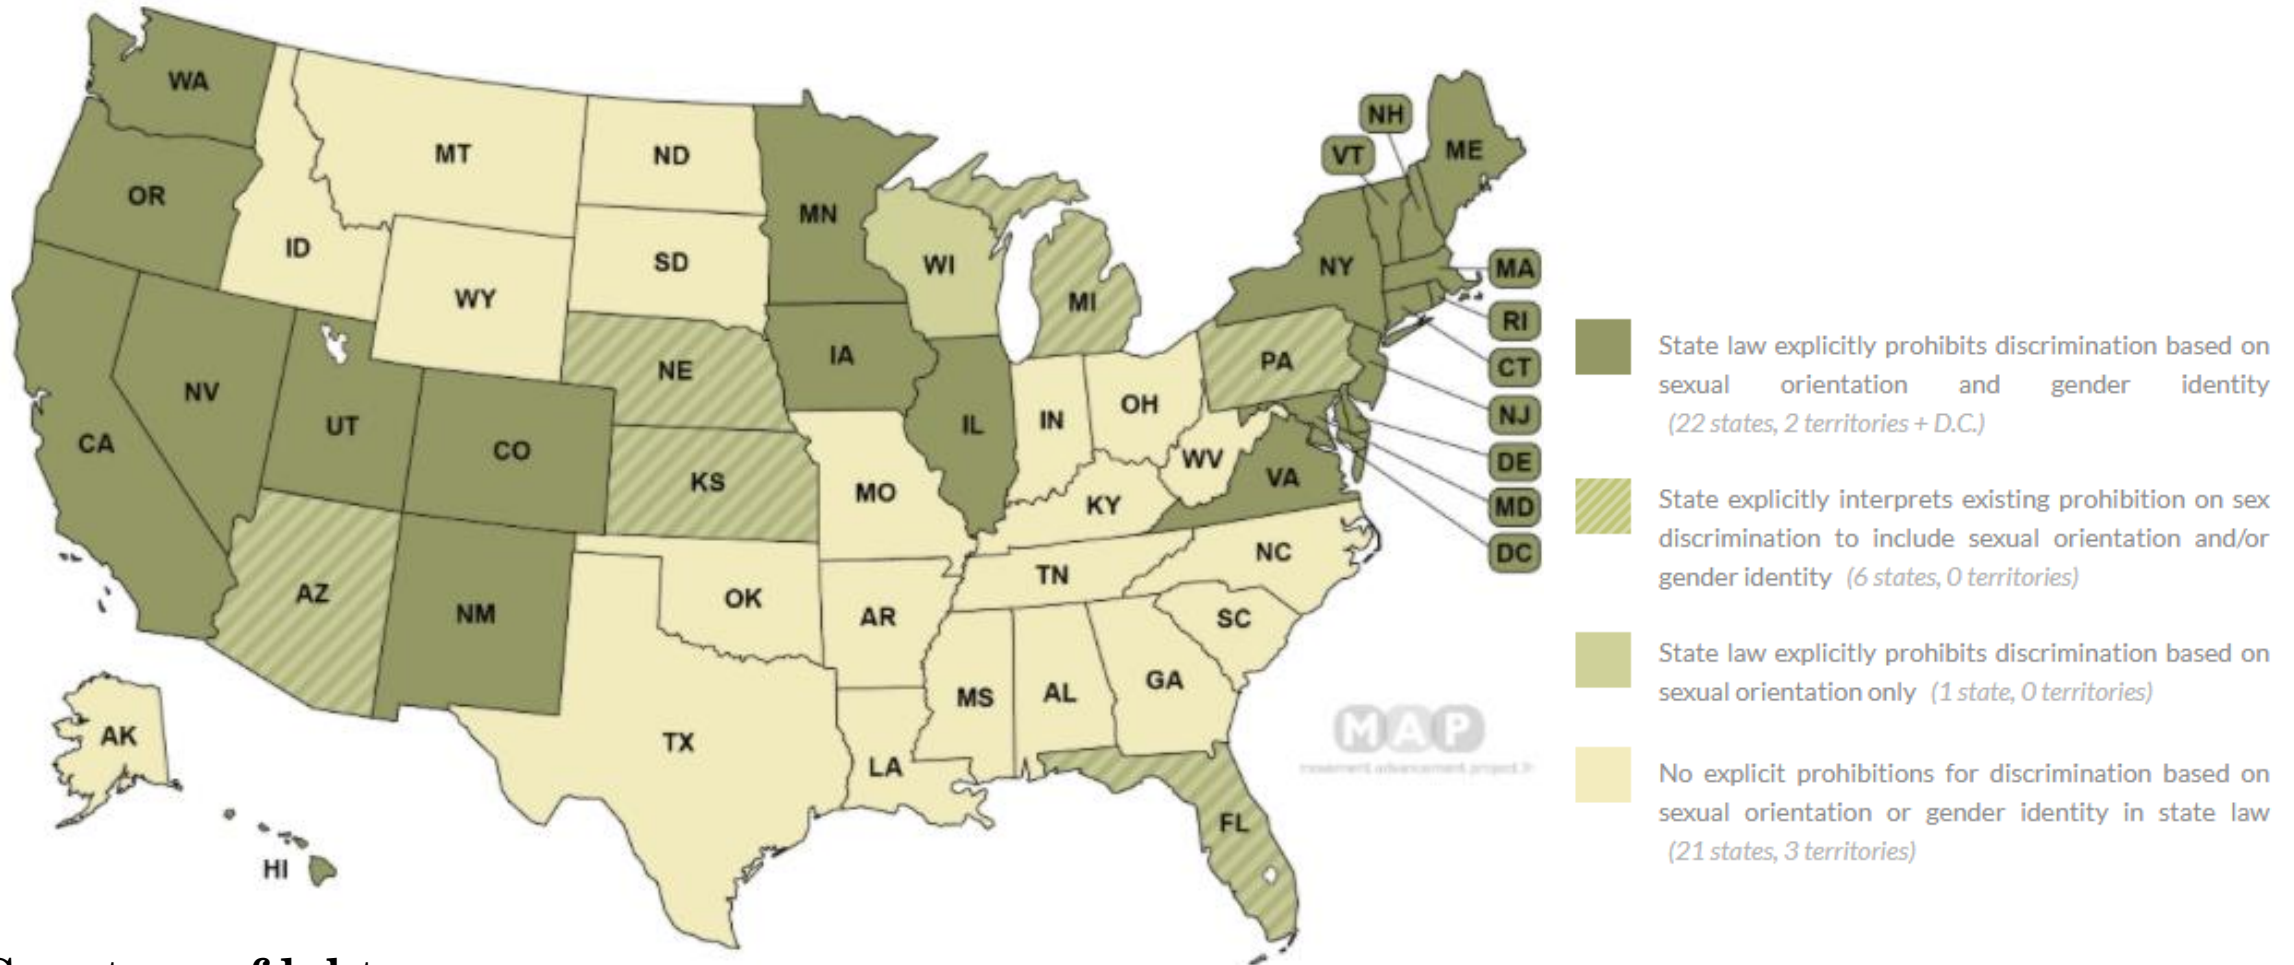 WA
NH
ME
VT
MT
ND
OR
MN
ID
SD
WI
NY
MA
WY
MI
RI
NE
IA
PA
CT
NV
UT
CO
IL
IN
OH
NJ
CA
KS
MO
WV
VA
DE
KY
MD
AZ
NM
OK
AR
TN
NC
DC
SC
MS
AL
GA
AK
TX
LA
MAP
FL
HI
State law explicitly prohibits discrimination based on
sexual orientation and gender identity
(22 states, 2 territories + D.C.)
State explicitly interprets existing prohibition on sex
discrimination to include sexual orientation and/or
gender identity (6 states, 0 territories)
State law explicitly prohibits discrimination based on
sexual orientation only (1 state, 0 territories)
No explicit prohibitions for discrimination based on
sexual orientation or gender identity in state law
(21 states, 3 territories)